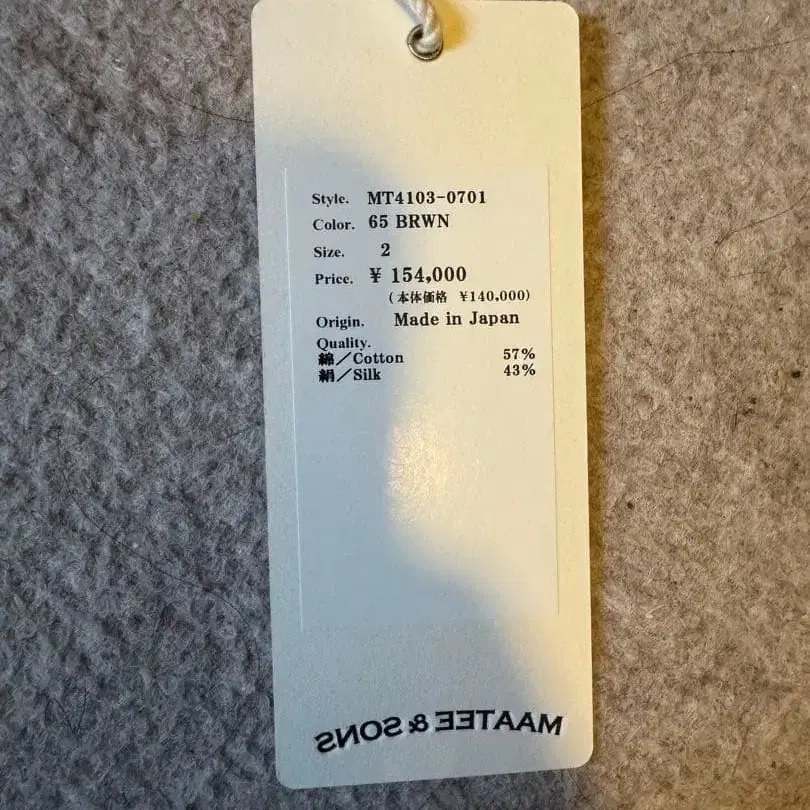 Style. MT4103-0701
Color. 65 BRWN
Size. 2
Price. ¥ 154,000
(本体価格 ¥140,000)
Origin. Made in Japan
Quality.
綿／Cotton 57%
絹／Silk 43%
MAATEE & SONS